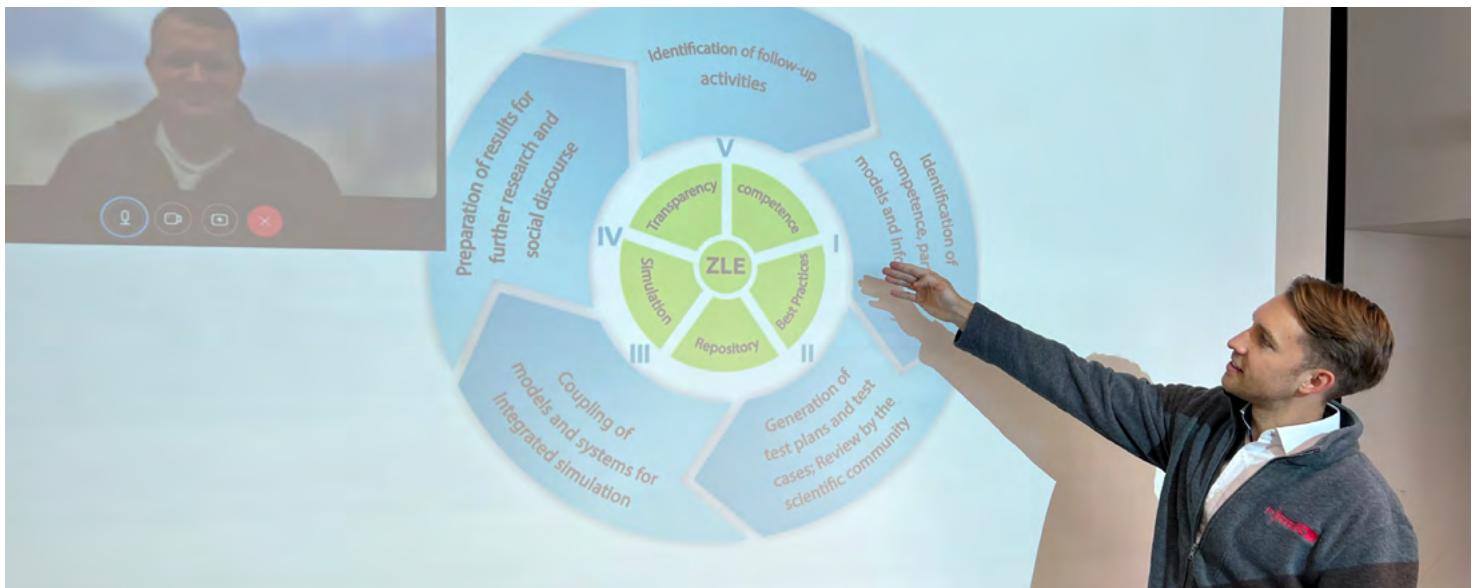 Identification of follow-up
activities
Identification of
competence,
models and
Generation of
test plans and test
cases; Review by the
scientific community
Coupling of
models and systems for
Integrated simulation
Preparation of results for
further research and
social discourse
V
I
II
III
IV
Transparency
competence
Best Practices
Repository
Simulation
ZLE